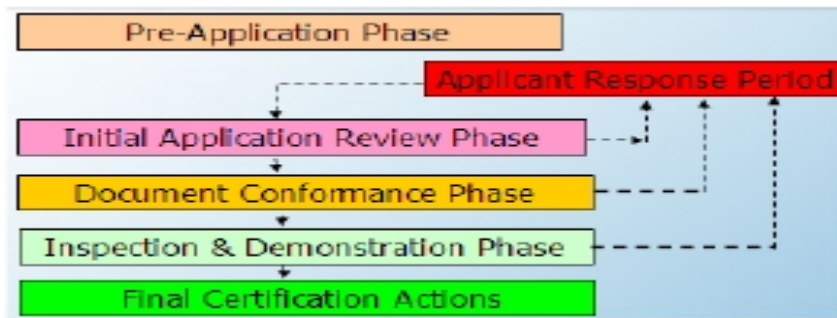 Pre-Application Phase
Applicant Response Period
Initial Application Review Phase
Document Conformance Phase
Inspection & Demonstration Phase
Final Certification Actions